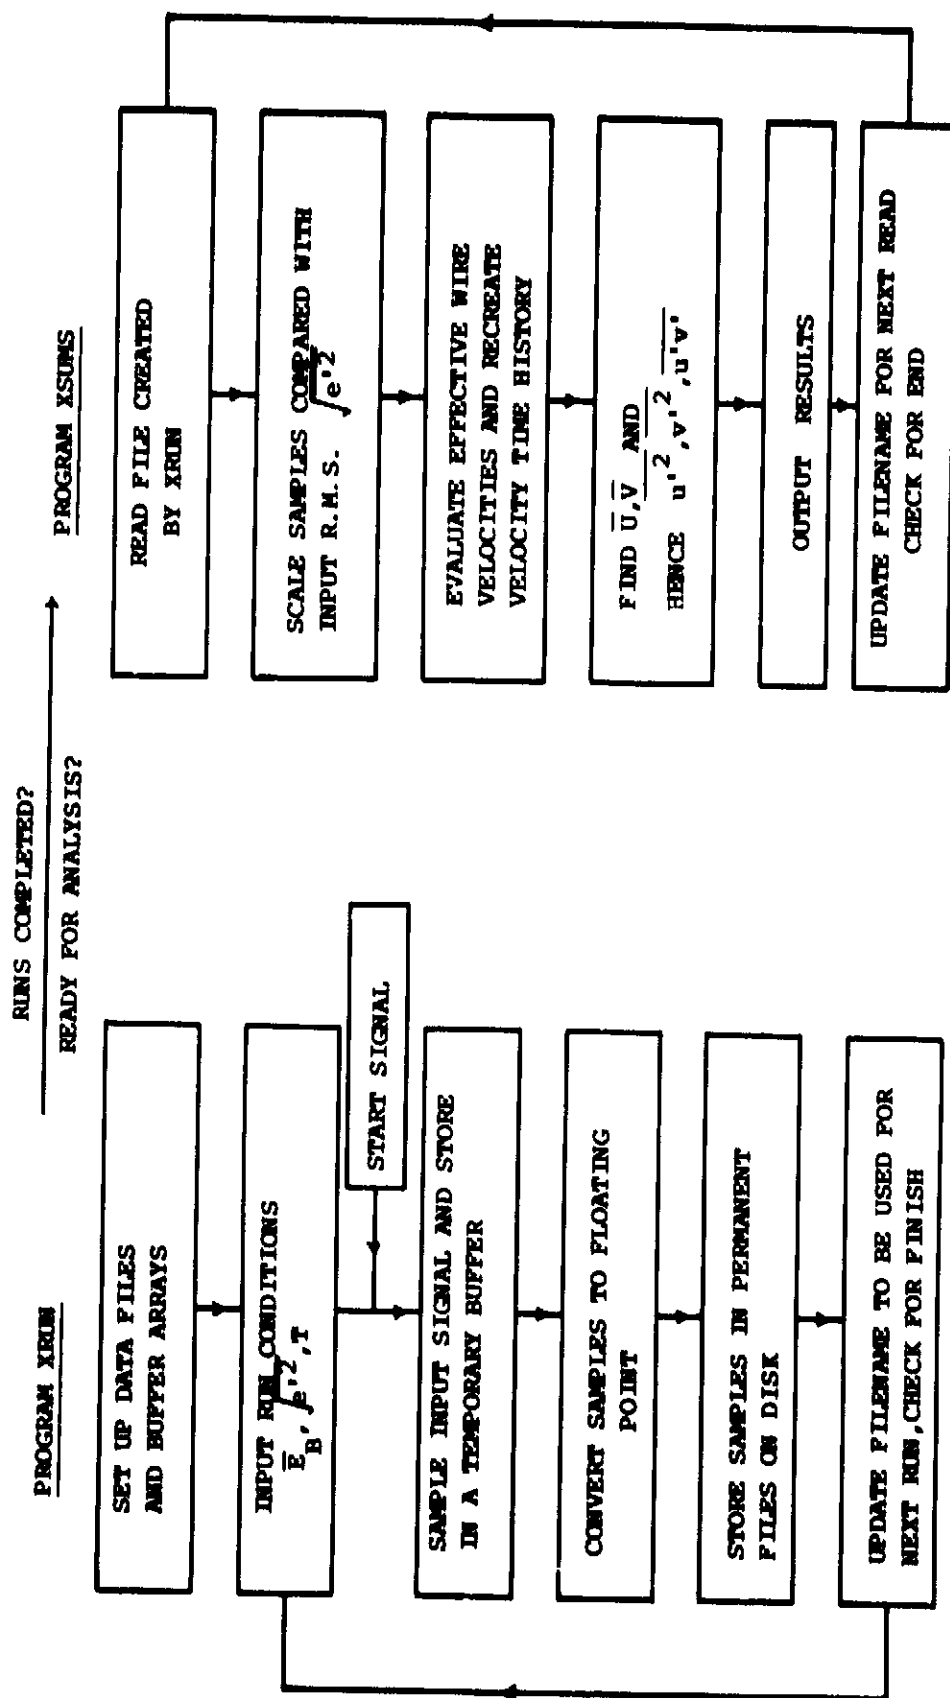 PROGRAM XRUN
SET UP DATA FILES
AND BUFFER ARRAYS
INPUT RUN CONDITIONS
E̅_B, √e'², T
START SIGNAL
SAMPLE INPUT SIGNAL AND STORE
IN A TEMPORARY BUFFER
CONVERT SAMPLES TO FLOATING
POINT
STORE SAMPLES IN PERMANENT
FILES ON DISK
UPDATE FILENAME TO BE USED FOR
NEXT RUN,CHECK FOR FINISH
RUNS COMPLETED?
READY FOR ANALYSIS?
PROGRAM XSUMS
READ FILE CREATED
BY XRUN
SCALE SAMPLES COMPARED WITH
INPUT R.M.S. √e'²
EVALUATE EFFECTIVE WIRE
VELOCITIES AND RECREATE
VELOCITY TIME HISTORY
FIND U̅,V̅ AND
HENCE u'²,v'²,u'v'
OUTPUT RESULTS
UPDATE FILENAME FOR NEXT READ
CHECK FOR END